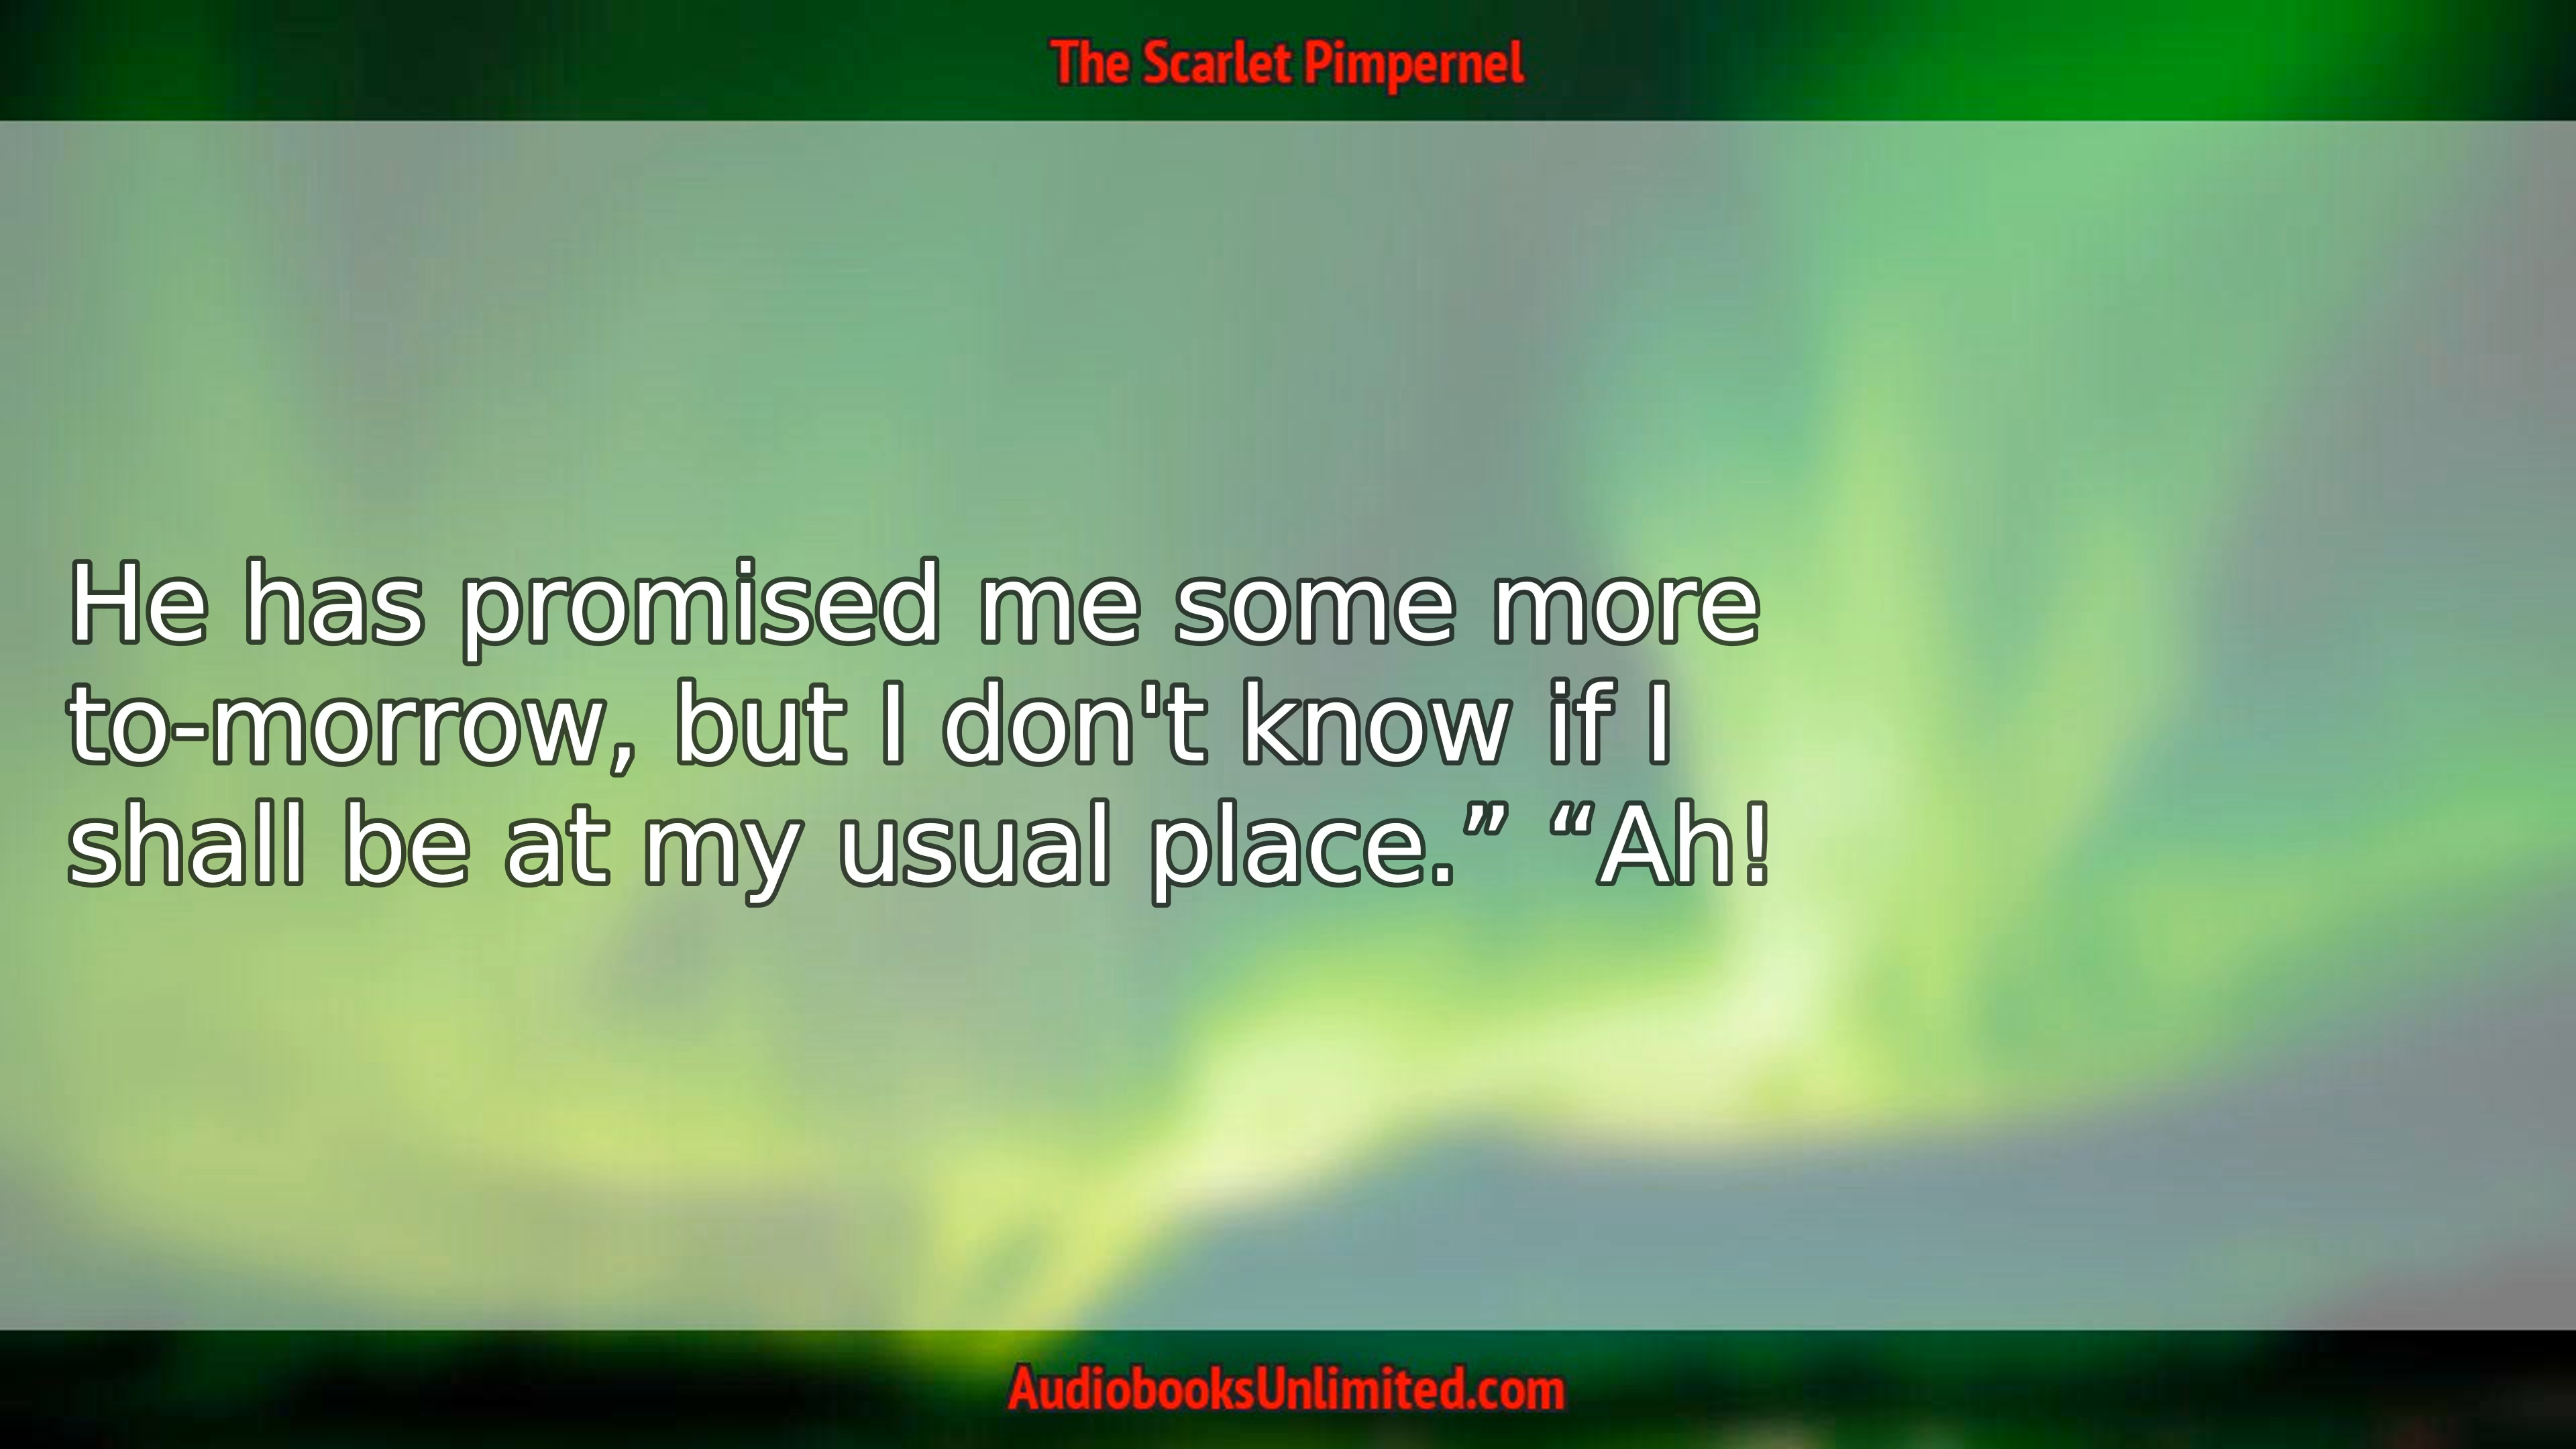 The Scarlet Pimpernel
He has promised me some more
to-morrow, but I don't know if I
shall be at my usual place.” “Ah!
AudiobooksUnlimited.com